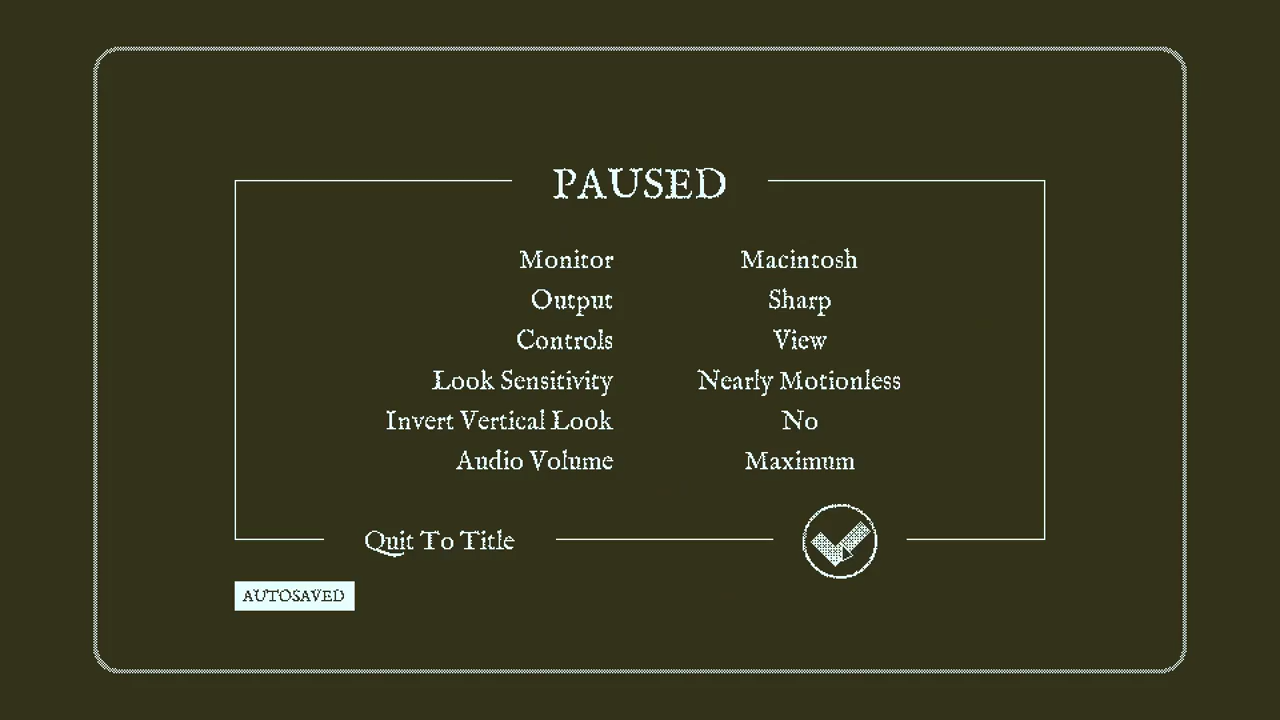 PAUSED
Monitor Macintosh
Output Sharp
Controls View
Look Sensitivity Nearly Motionless
Invert Vertical Look No
Audio Volume Maximum
Quit To Title
AUTOSAVED